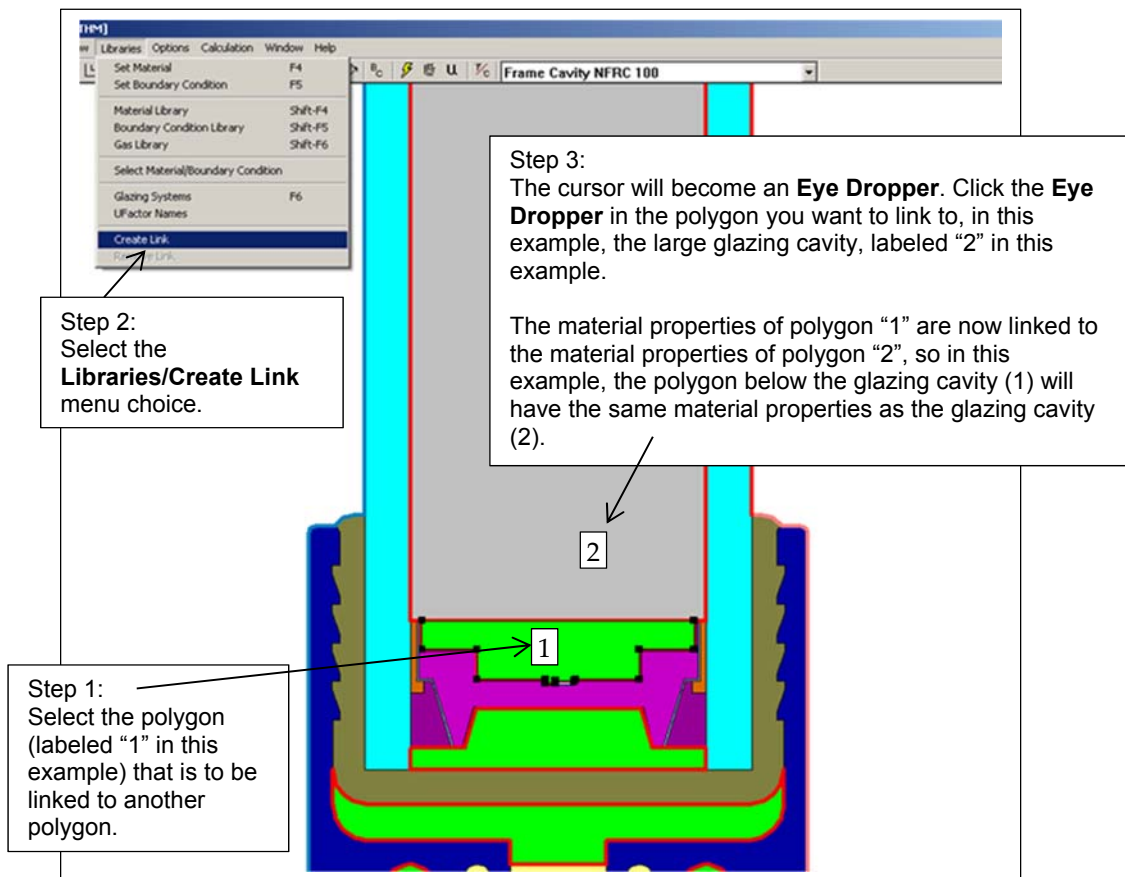 THM]
Libraries Options Calculation Window Help
Set Material F4
Set Boundary Condition F5
Frame Cavity NFRC 100
Material Library Shift-F4
Boundary Condition Library Shift-F5
Gas Library Shift-F6
Select Material/Boundary Condition
Glazing Systems F6
UFactor Names
Create Link
Link
Step 3:
The cursor will become an Eye Dropper. Click the Eye
Dropper in the polygon you want to link to, in this
example, the large glazing cavity, labeled “2” in this
example.
The material properties of polygon “1” are now linked to
the material properties of polygon “2”, so in this
example, the polygon below the glazing cavity (1) will
have the same material properties as the glazing cavity
(2).
Step 2:
Select the
Libraries/Create Link
menu choice.
2
1
Step 1:
Select the polygon
(labeled “1” in this
example) that is to be
linked to another
polygon.